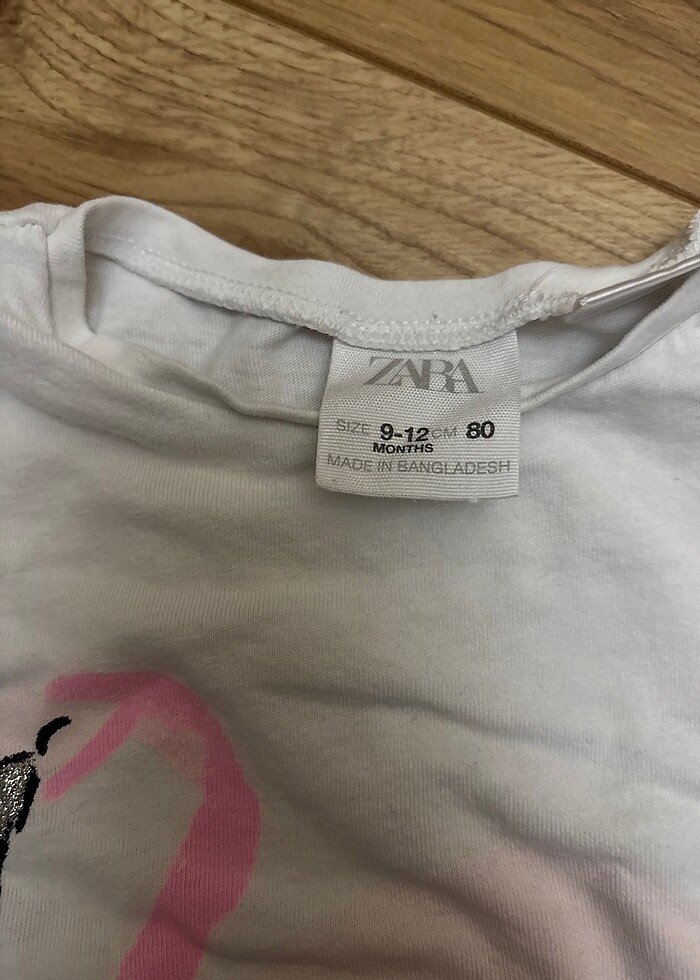 ZARA
SIZE 9-12 CM 80
MONTHS
MADE IN BANGLADESH